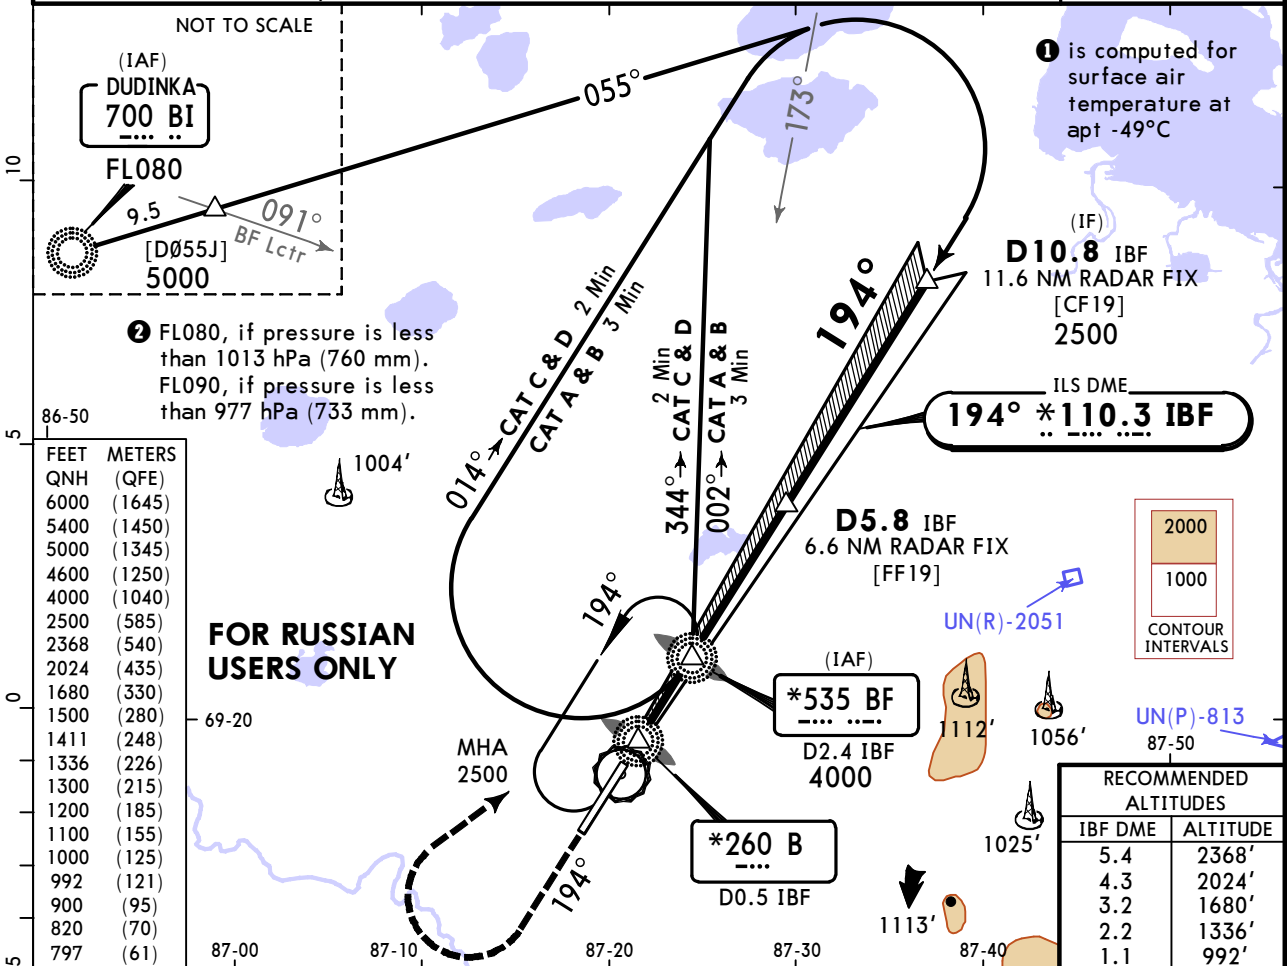 NOT TO SCALE
(IAF)
DUDINKA
700 BI
FL080
9.5
[DØ55J]
5000
091°
BF Lctr
055°
173°
❶ is computed for
surface air
temperature at
apt -49°C
(IF)
D10.8 IBF
11.6 NM RADAR FIX
[CF19]
2500
❷ FL080, if pressure is less
than 1013 hPa (760 mm).
FL090, if pressure is less
than 977 hPa (733 mm).
014° CAT C & D 2 Min
CAT A & B 3 Min
344° CAT C & D 2 Min
002° CAT A & B 3 Min
194°
ILS DME
194° *110.3 IBF
D5.8 IBF
6.6 NM RADAR FIX
[FF19]
10
5
0
5
86-50
FEET METERS
QNH (QFE)
6000 (1645)
5400 (1450)
5000 (1345)
4600 (1250)
4000 (1040)
2500 (585)
2368 (540)
2024 (435)
1680 (330)
1500 (280)
1411 (248)
1336 (226)
1300 (215)
1200 (185)
1100 (155)
1000 (125)
992 (121)
900 (95)
820 (70)
797 (61)
1004'
FOR RUSSIAN
USERS ONLY
69-20
194°
MHA
2500
194°
(IAF)
*535 BF
D2.4 IBF
4000
*260 B
D0.5 IBF
2000
1000
CONTOUR
INTERVALS
UN(R)-2051
1112'
1056'
UN(P)-813
87-50
1025'
1113'
RECOMMENDED
ALTITUDES
IBF DME ALTITUDE
5.4 2368'
4.3 2024'
3.2 1680'
2.2 1336'
1.1 992'
87-00
87-10
87-20
87-30
87-40